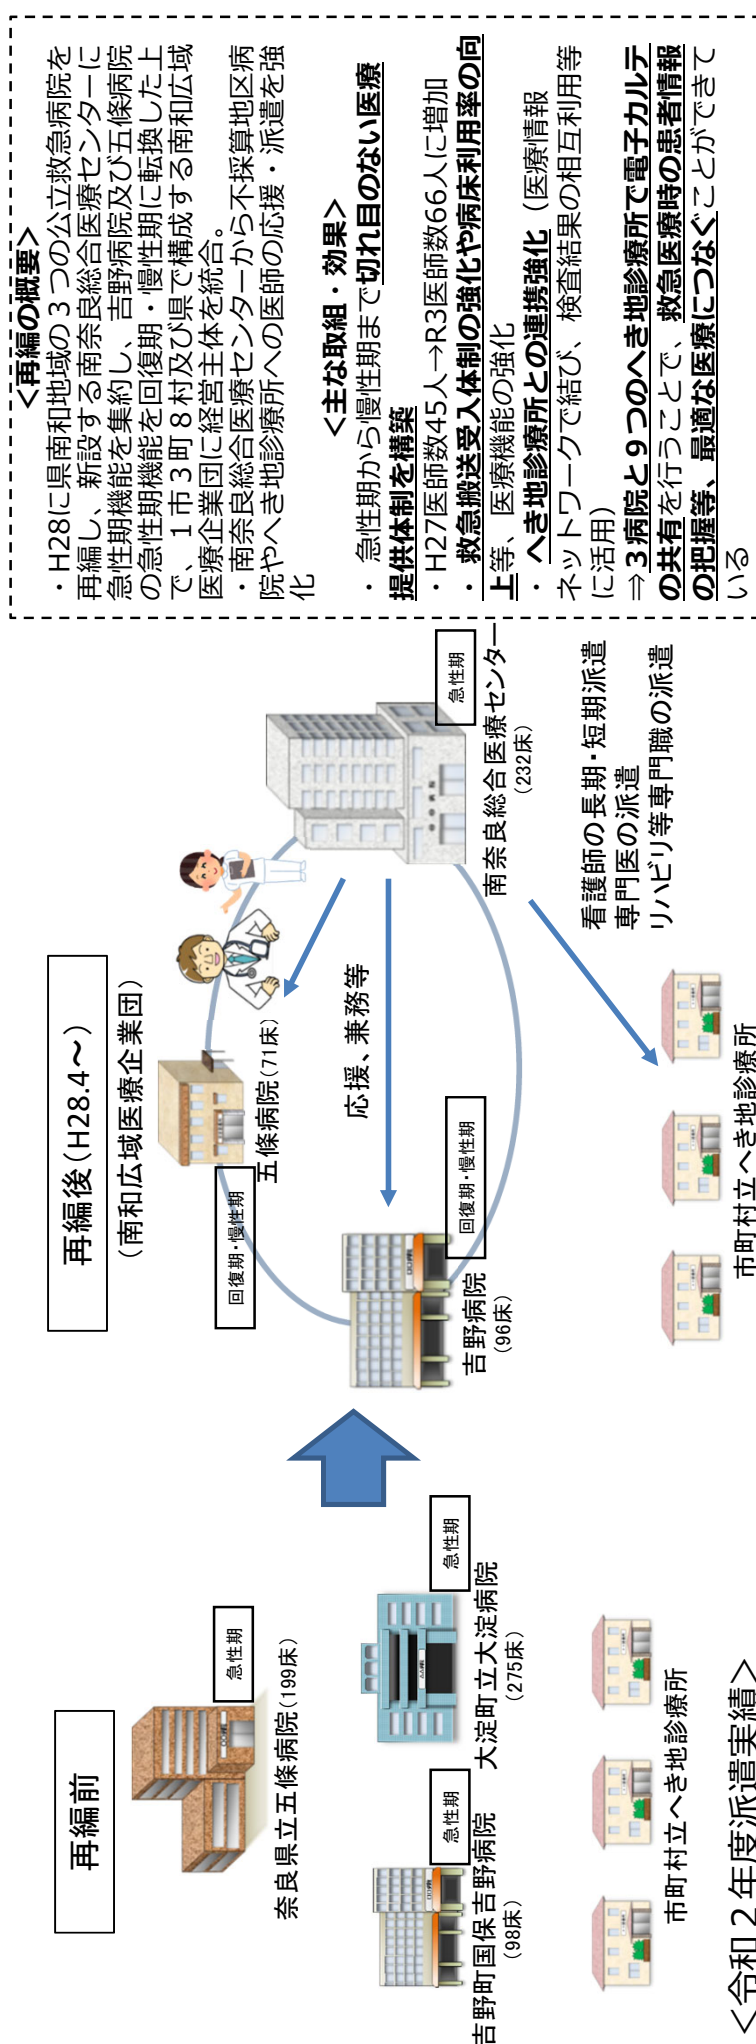 再編前
奈良県立五條病院(199床)
急性期
吉野町国保吉野病院
(98床)
急性期
大淀町立大淀病院
(275床)
急性期
市町村立へき地診療所
＜令和２年度派遣実績＞
再編後(H28.4～)
(南和広域医療企業団)
回復期・慢性期
五條病院(71床)
吉野病院
(96床)
回復期・慢性期
応援、兼務等
急性期
南奈良総合医療センター
(232床)
看護師の長期・短期派遣
専門医の派遣
リハビリ等専門職の派遣
市町村立へき地診療所
＜再編の概要＞
・H28に県南和地域の３つの公立救急病院を
再編し、新設する南奈良総合医療センターに
急性期機能を集約し、吉野病院及び五條病院
の急性期機能を回復期・慢性期に転換した上
で、１市３町８村及び県で構成する南和広域
医療企業団に経営主体を統合。
・南奈良総合医療センターから不採算地区病
院やへき地診療所への医師の応援・派遣を強
化
＜主な取組・効果＞
・ 急性期から慢性期まで切れ目のない医療
提供体制を構築
・H27医師数45人→R3医師数66人に増加
・ 救急搬送受入体制の強化や病床利用率の向
上等、医療機能の強化
・ へき地診療所との連携強化（医療情報
ネットワークで結び、検査結果の相互利用等
に活用）
⇒３病院と９つのへき地診療所で電子カルテ
の共有を行うことで、救急医療時の患者情報
の把握等、最適な医療につなぐことができて
いる